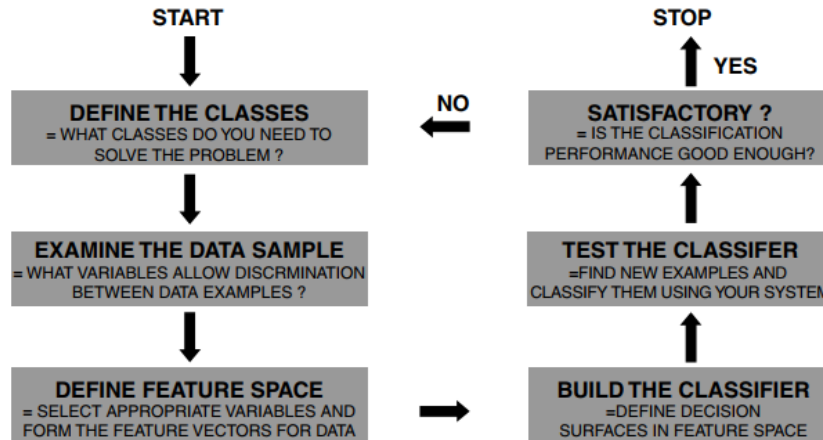 START
DEFINE THE CLASSES
= WHAT CLASSES DO YOU NEED TO
SOLVE THE PROBLEM ?
EXAMINE THE DATA SAMPLE
= WHAT VARIABLES ALLOW DISCRMINATION
BETWEEN DATA EXAMPLES ?
DEFINE FEATURE SPACE
= SELECT APPROPRIATE VARIABLES AND
FORM THE FEATURE VECTORS FOR DATA
BUILD THE CLASSIFIER
=DEFINE DECISION
SURFACES IN FEATURE SPACE
TEST THE CLASSIFER
=FIND NEW EXAMPLES AND
CLASSIFY THEM USING YOUR SYSTEM
SATISFACTORY ?
= IS THE CLASSIFICATION
PERFORMANCE GOOD ENOUGH?
NO
YES
STOP